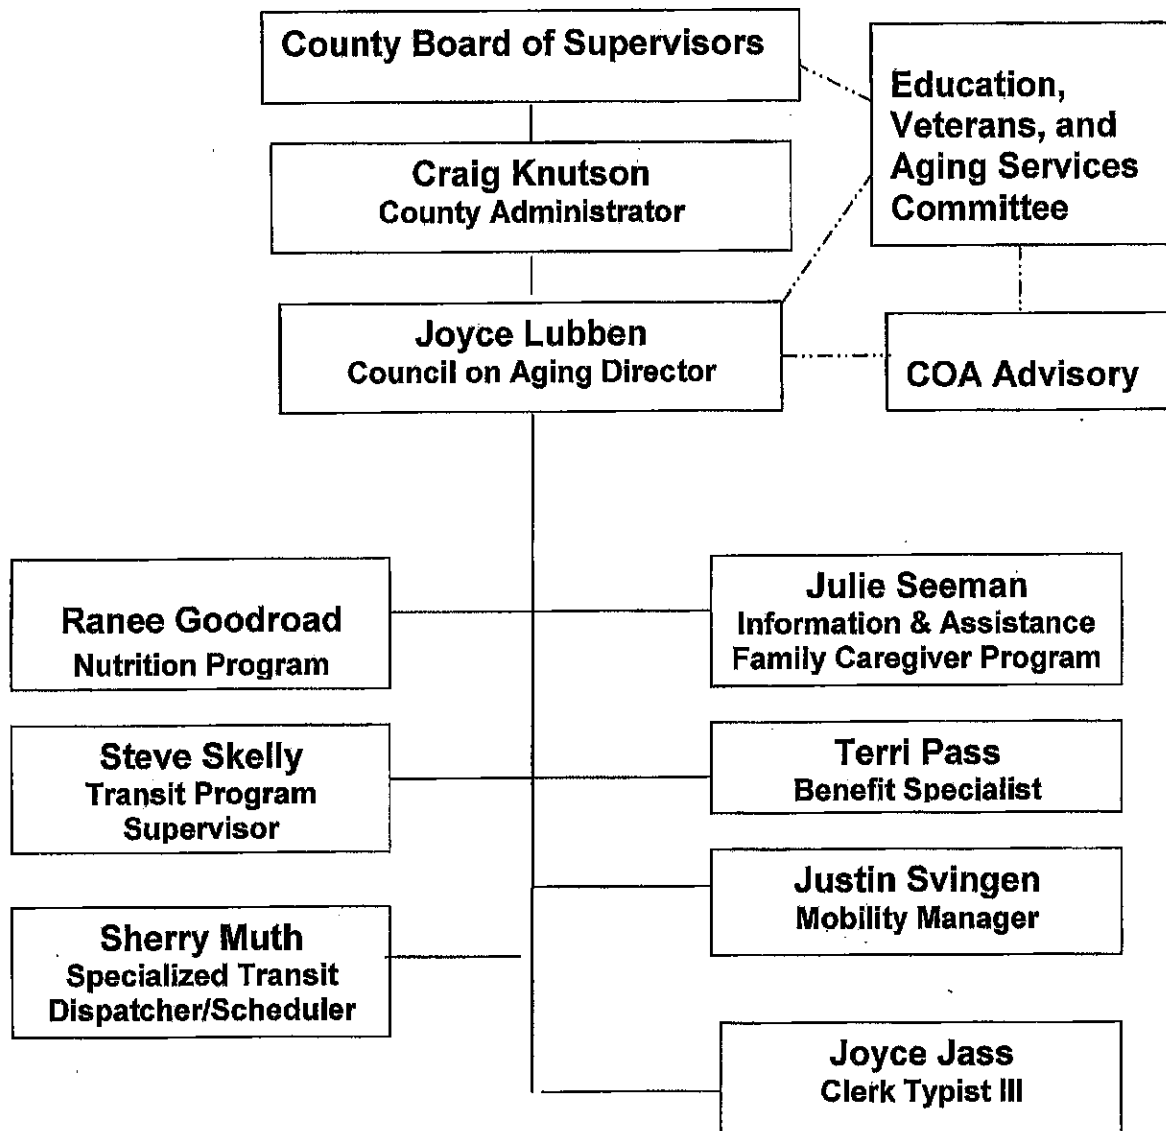 County Board of Supervisors
Education,
Veterans, and
Aging Services
Committee
Craig Knutson
County Administrator
Joyce Lubben
Council on Aging Director
COA Advisory
Ranee Goodroad
Nutrition Program
Julie Seeman
Information & Assistance
Family Caregiver Program
Steve Skelly
Transit Program
Supervisor
Terri Pass
Benefit Specialist
Justin Svingen
Mobility Manager
Sherry Muth
Specialized Transit
Dispatcher/Scheduler
Joyce Jass
Clerk Typist III